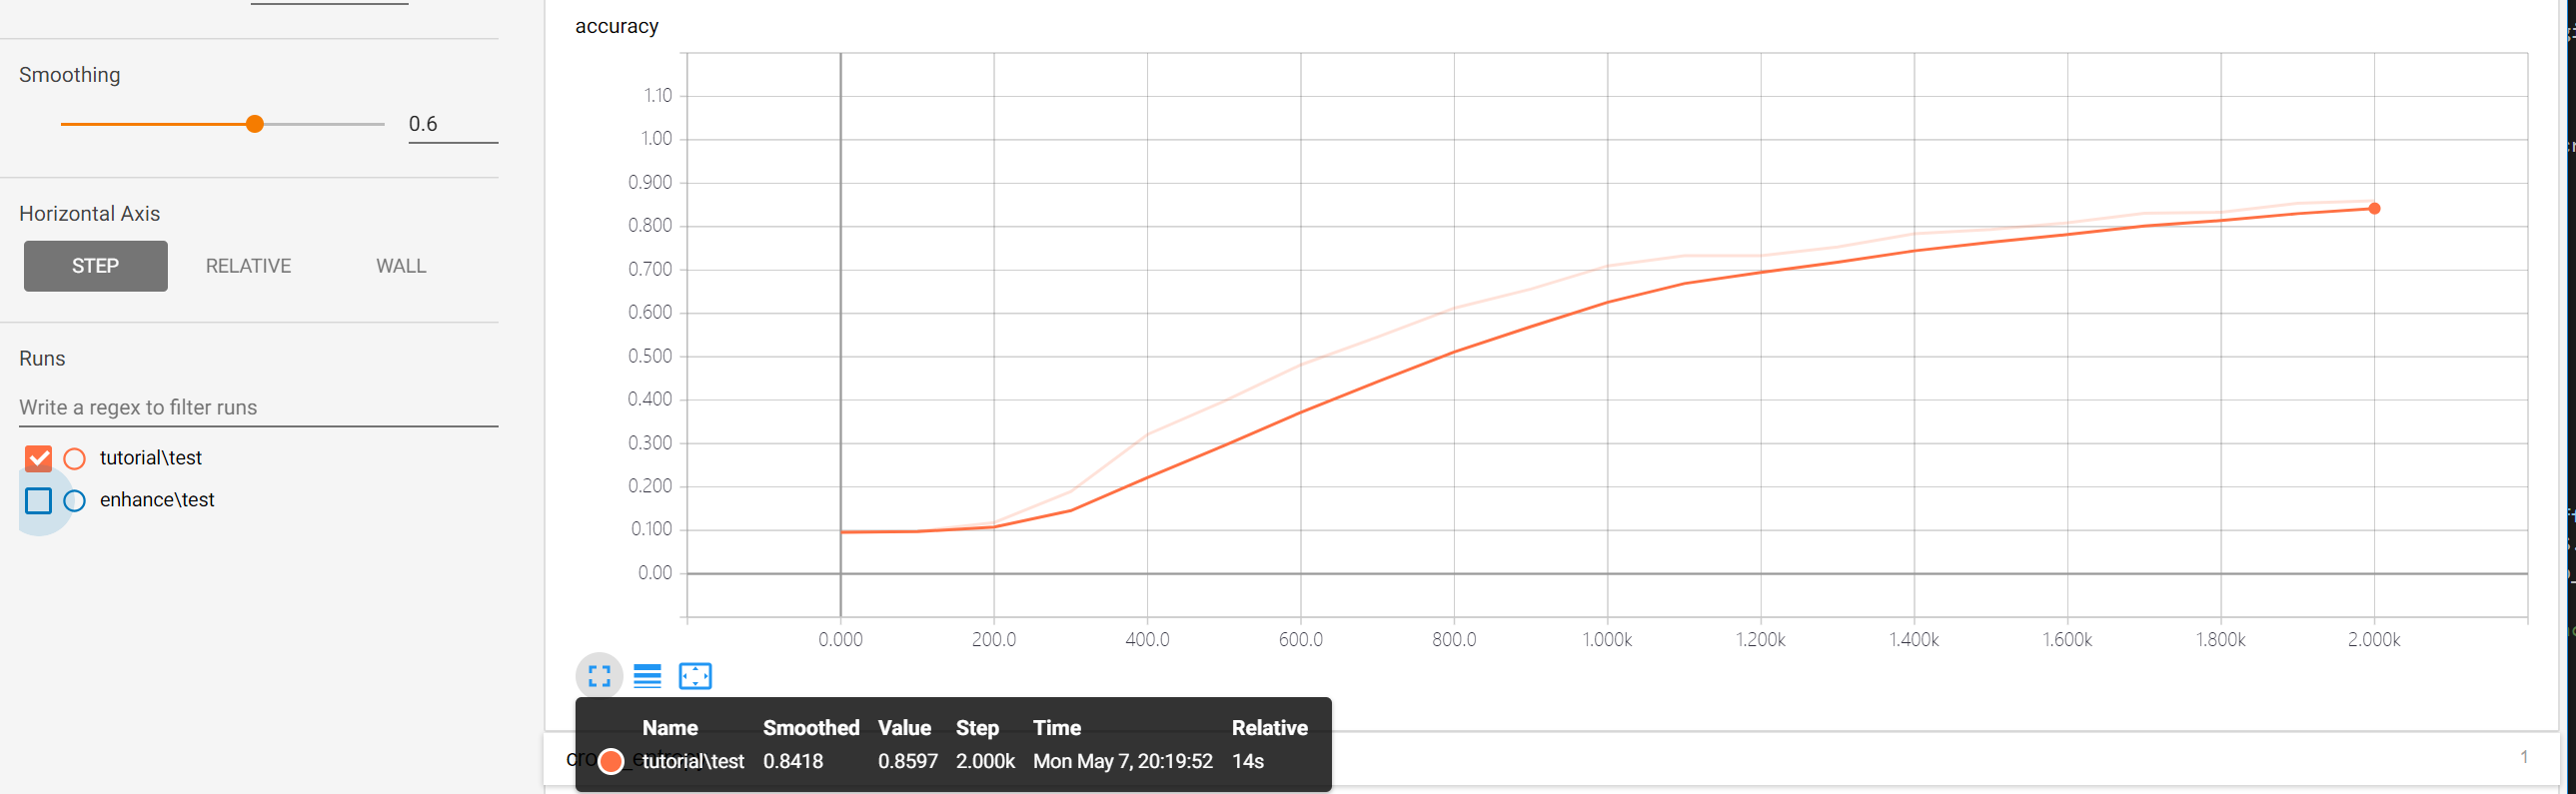 accuracy
Smoothing
0.6
Horizontal Axis
STEP RELATIVE WALL
Runs
Write a regex to filter runs
tutorial\test
enhance\test
1.10
1.00
0.900
0.800
0.700
0.600
0.500
0.400
0.300
0.200
0.100
0.00
0.000 200.0 400.0 600.0 800.0 1.000k 1.200k 1.400k 1.600k 1.800k 2.000k
Name Smoothed Value Step Time Relative
tutorial\test 0.8418 0.8597 2.000k Mon May 7, 20:19:52 14s
1